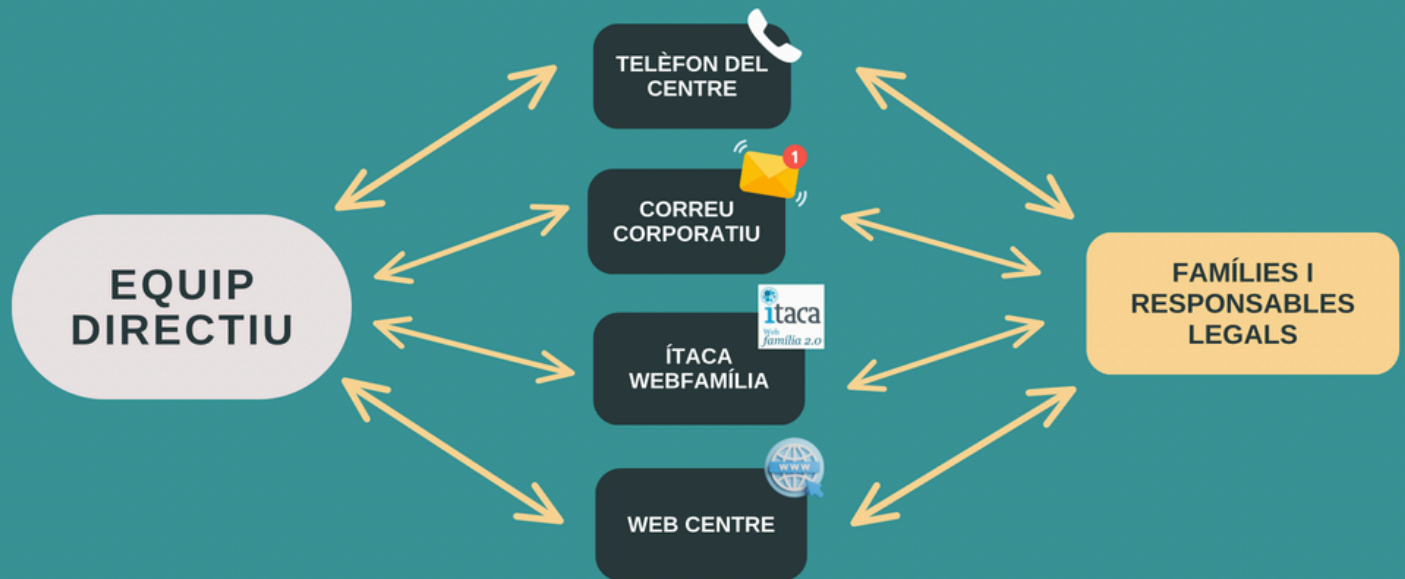 TELÈFON DEL
CENTRE
1
CORREU
CORPORATIU
EQUIP
DIRECTIU
FAMÍLIES I
RESPONSABLES
LEGALS
ítaca
Web
família 2.0
ÍTACA
WEBFAMÍLIA
WWW
WEB CENTRE